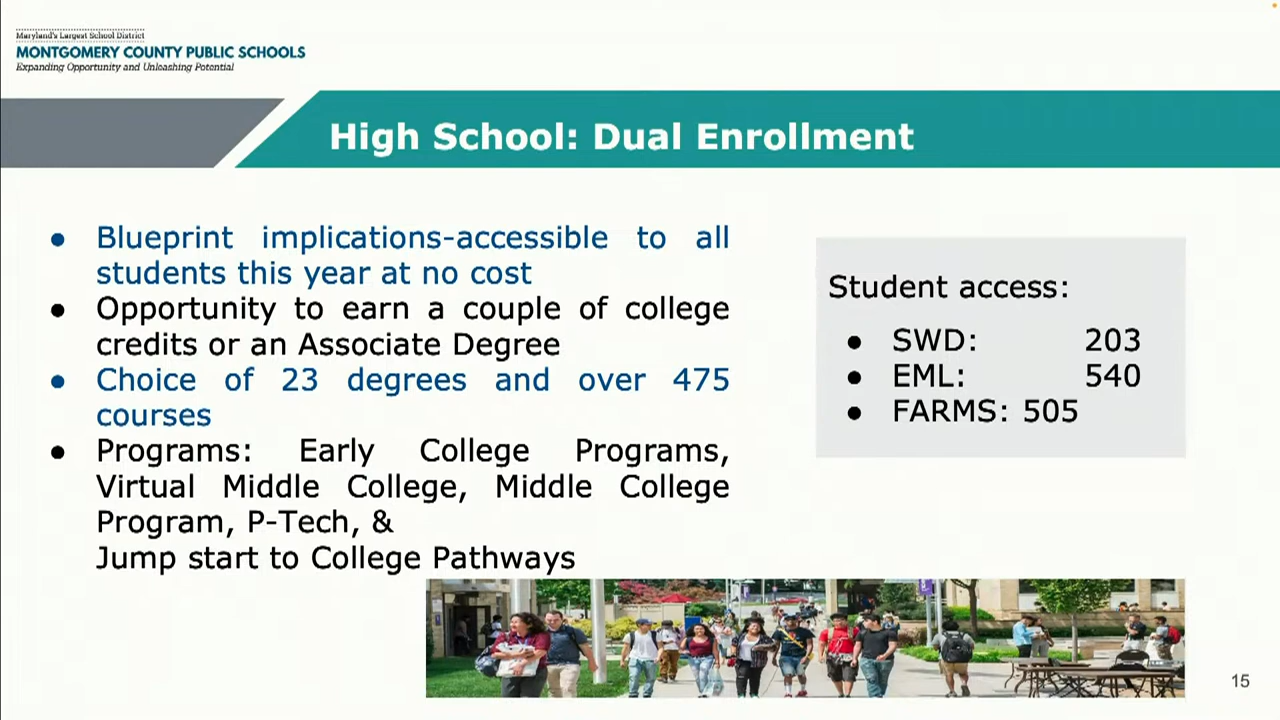 Maryland's Largest School District
MONTGOMERY COUNTY PUBLIC SCHOOLS
Expanding Opportunity and Unleashing Potential
High School: Dual Enrollment
● Blueprint implications-accessible to all
students this year at no cost
● Opportunity to earn a couple of college
credits or an Associate Degree
● Choice of 23 degrees and over 475
courses
● Programs: Early College Programs,
Virtual Middle College, Middle College
Program, P-Tech, &
Jump start to College Pathways
Student access:
● SWD: 203
● EML: 540
● FARMS: 505
15